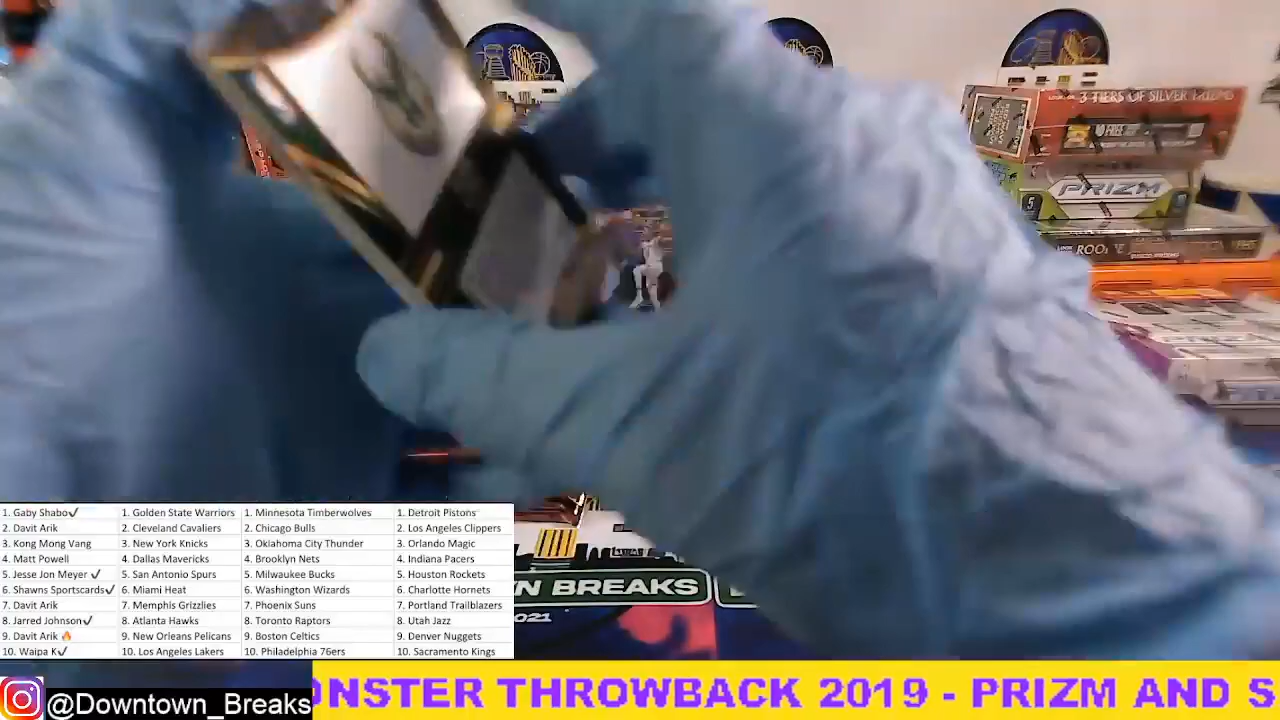 3 TIERS OF SILVER PRIZMS
FREE
PRIZM
5
ROOKIE
1. Gaby Shabo✓ 1. Golden State Warriors 1. Minnesota Timberwolves 1. Detroit Pistons
2. Davit Arik 2. Cleveland Cavaliers 2. Chicago Bulls 2. Los Angeles Clippers
3. Kong Mong Vang 3. New York Knicks 3. Oklahoma City Thunder 3. Orlando Magic
4. Matt Powell 4. Dallas Mavericks 4. Brooklyn Nets 4. Indiana Pacers
5. Jesse Jon Meyer ✓ 5. San Antonio Spurs 5. Milwaukee Bucks 5. Houston Rockets
6. Shawns Sportscards✓ 6. Miami Heat 6. Washington Wizards 6. Charlotte Hornets
7. Davit Arik 7. Memphis Grizzlies 7. Phoenix Suns 7. Portland Trailblazers
8. Jarred Johnson✓ 8. Atlanta Hawks 8. Toronto Raptors 8. Utah Jazz
9. Davit Arik 🔥 9. New Orleans Pelicans 9. Boston Celtics 9. Denver Nuggets
10. Waipa K✓ 10. Los Angeles Lakers 10. Philadelphia 76ers 10. Sacramento Kings
N BREAKS
2021
@Downtown_Breaks
ONSTER THROWBACK 2019 - PRIZM AND S